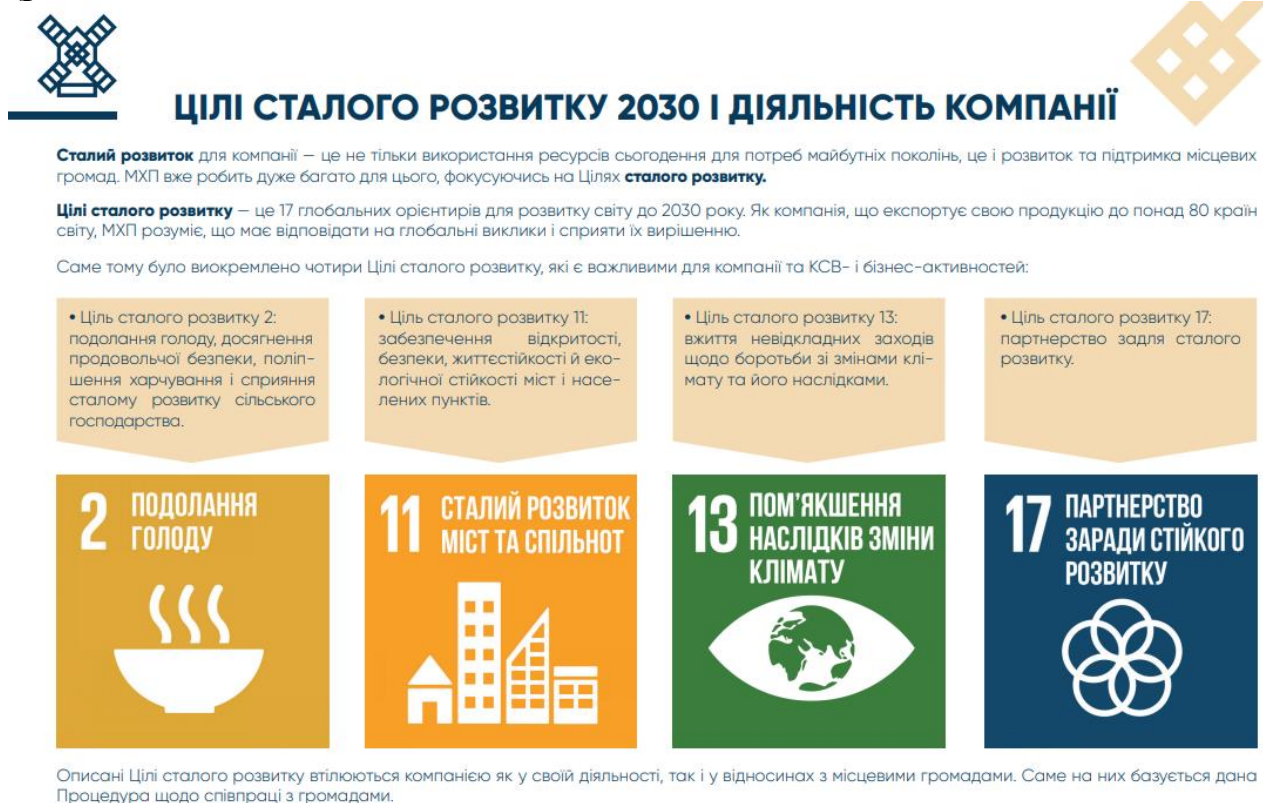 ЦІЛІ СТАЛОГО РОЗВИТКУ 2030 І ДІЯЛЬНІСТЬ КОМПАНІЇ
Сталий розвиток для компанії – це не тільки використання ресурсів сьогодення для потреб майбутніх поколінь, це і розвиток та підтримка місцевих
громад. МХП вже робить дуже багато для цього, фокусуючись на Цілях сталого розвитку.
Цілі сталого розвитку – це 17 глобальних орієнтирів для розвитку світу до 2030 року. Як компанія, що експортує свою продукцію до понад 80 країн
світу, МХП розуміє, що має відповідати на глобальні виклики і сприяти їх вирішенню.
Саме тому було виокремлено чотири Цілі сталого розвитку, які є важливими для компанії та КСВ- і бізнес-активностей:
• Ціль сталого розвитку 2:
подолання голоду, досягнення
продовольчої безпеки, поліп-
шення харчування і сприяння
сталому розвитку сільського
господарства.
• Ціль сталого розвитку 11:
забезпечення відкритості,
безпеки, життєстійкості й еко-
логічної стійкості міст і насе-
лених пунктів.
• Ціль сталого розвитку 13:
вжиття невідкладних заходів
щодо боротьби зі змінами клі-
мату та його наслідками.
• Ціль сталого розвитку 17:
партнерство задля сталого
розвитку.
2 ПОДОЛАННЯ
ГОЛОДУ
11 СТАЛИЙ РОЗВИТОК
МІСТ ТА СПІЛЬНОТ
13 ПОМ'ЯКШЕННЯ
НАСЛІДКІВ ЗМІНИ
КЛІМАТУ
17 ПАРТНЕРСТВО
ЗАРАДИ СТІЙКОГО
РОЗВИТКУ
Описані Цілі сталого розвитку втілюються компанією як у своїй діяльності, так і у відносинах з місцевими громадами. Саме на них базується дана
Процедура щодо співпраці з громадами.